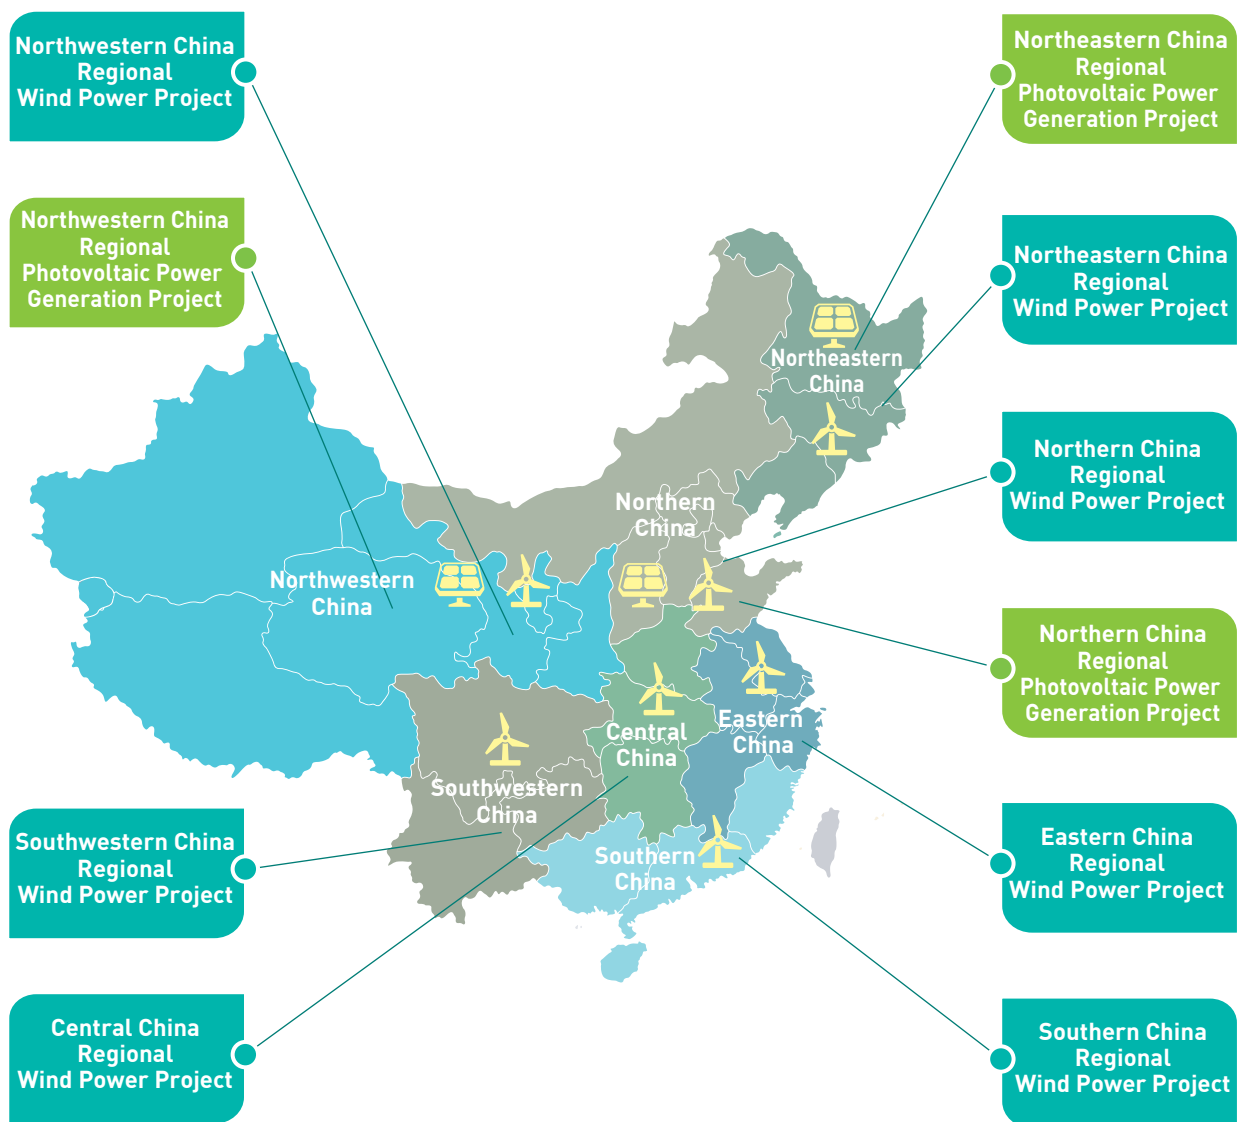 Northwestern China
Regional
Wind Power Project
Northwestern China
Regional
Photovoltaic Power
Generation Project
Southwestern China
Regional
Wind Power Project
Central China
Regional
Wind Power Project
Northeastern
China
Northern
China
Northwestern
China
Eastern
China
Central
China
Southwestern
China
Southern
China
Northeastern China
Regional
Photovoltaic Power
Generation Project
Northeastern China
Regional
Wind Power Project
Northern China
Regional
Wind Power Project
Northern China
Regional
Photovoltaic Power
Generation Project
Eastern China
Regional
Wind Power Project
Southern China
Regional
Wind Power Project